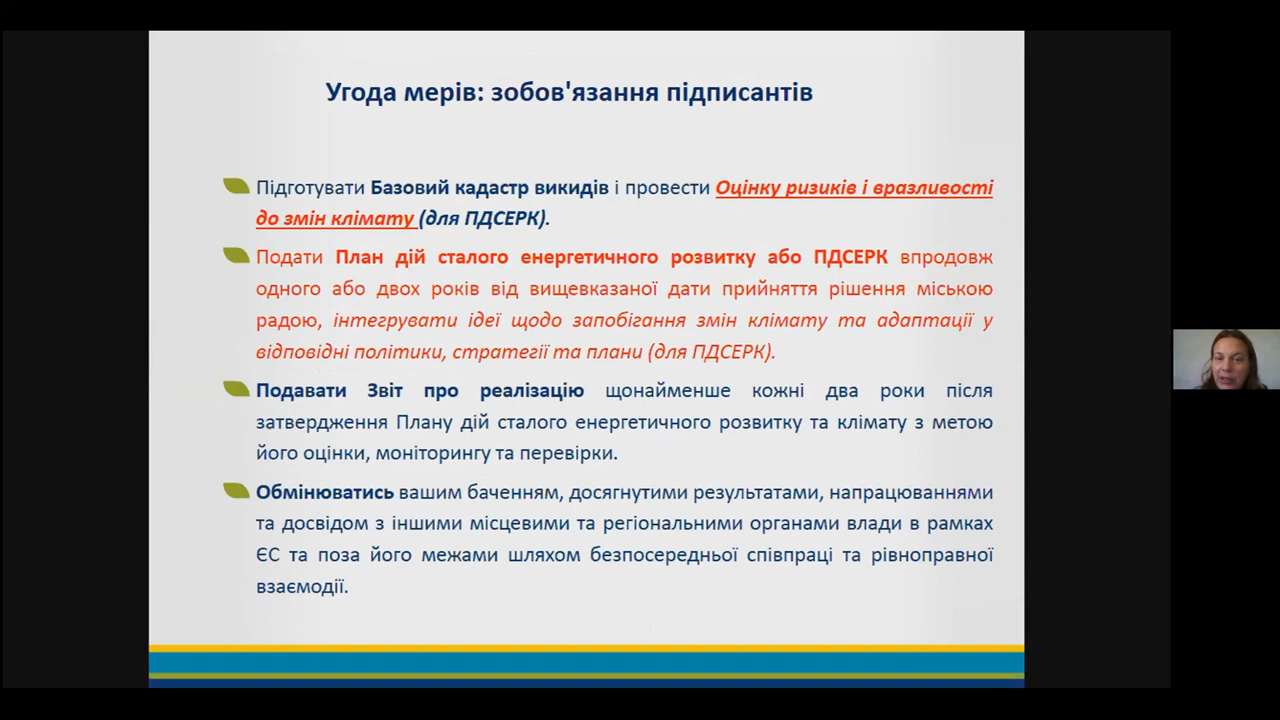 Угода мерів: зобов'язання підписантів
Підготувати Базовий кадастр викидів і провести Оцінку ризиків і вразливості
до змін клімату (для ПДСЕРК).
Подати План дій сталого енергетичного розвитку або ПДСЕРК впродовж
одного або двох років від вищевказаної дати прийняття рішення міською
радою, інтегрувати ідеї щодо запобігання змін клімату та адаптації у
відповідні політики, стратегії та плани (для ПДСЕРК).
Подавати Звіт про реалізацію щонайменше кожні два роки після
затвердження Плану дій сталого енергетичного розвитку та клімату з метою
його оцінки, моніторингу та перевірки.
Обмінюватись вашим баченням, досягнутими результатами, напрацюваннями
та досвідом з іншими місцевими та регіональними органами влади в рамках
ЄС та поза його межами шляхом безпосередньої співпраці та рівноправної
взаємодії.